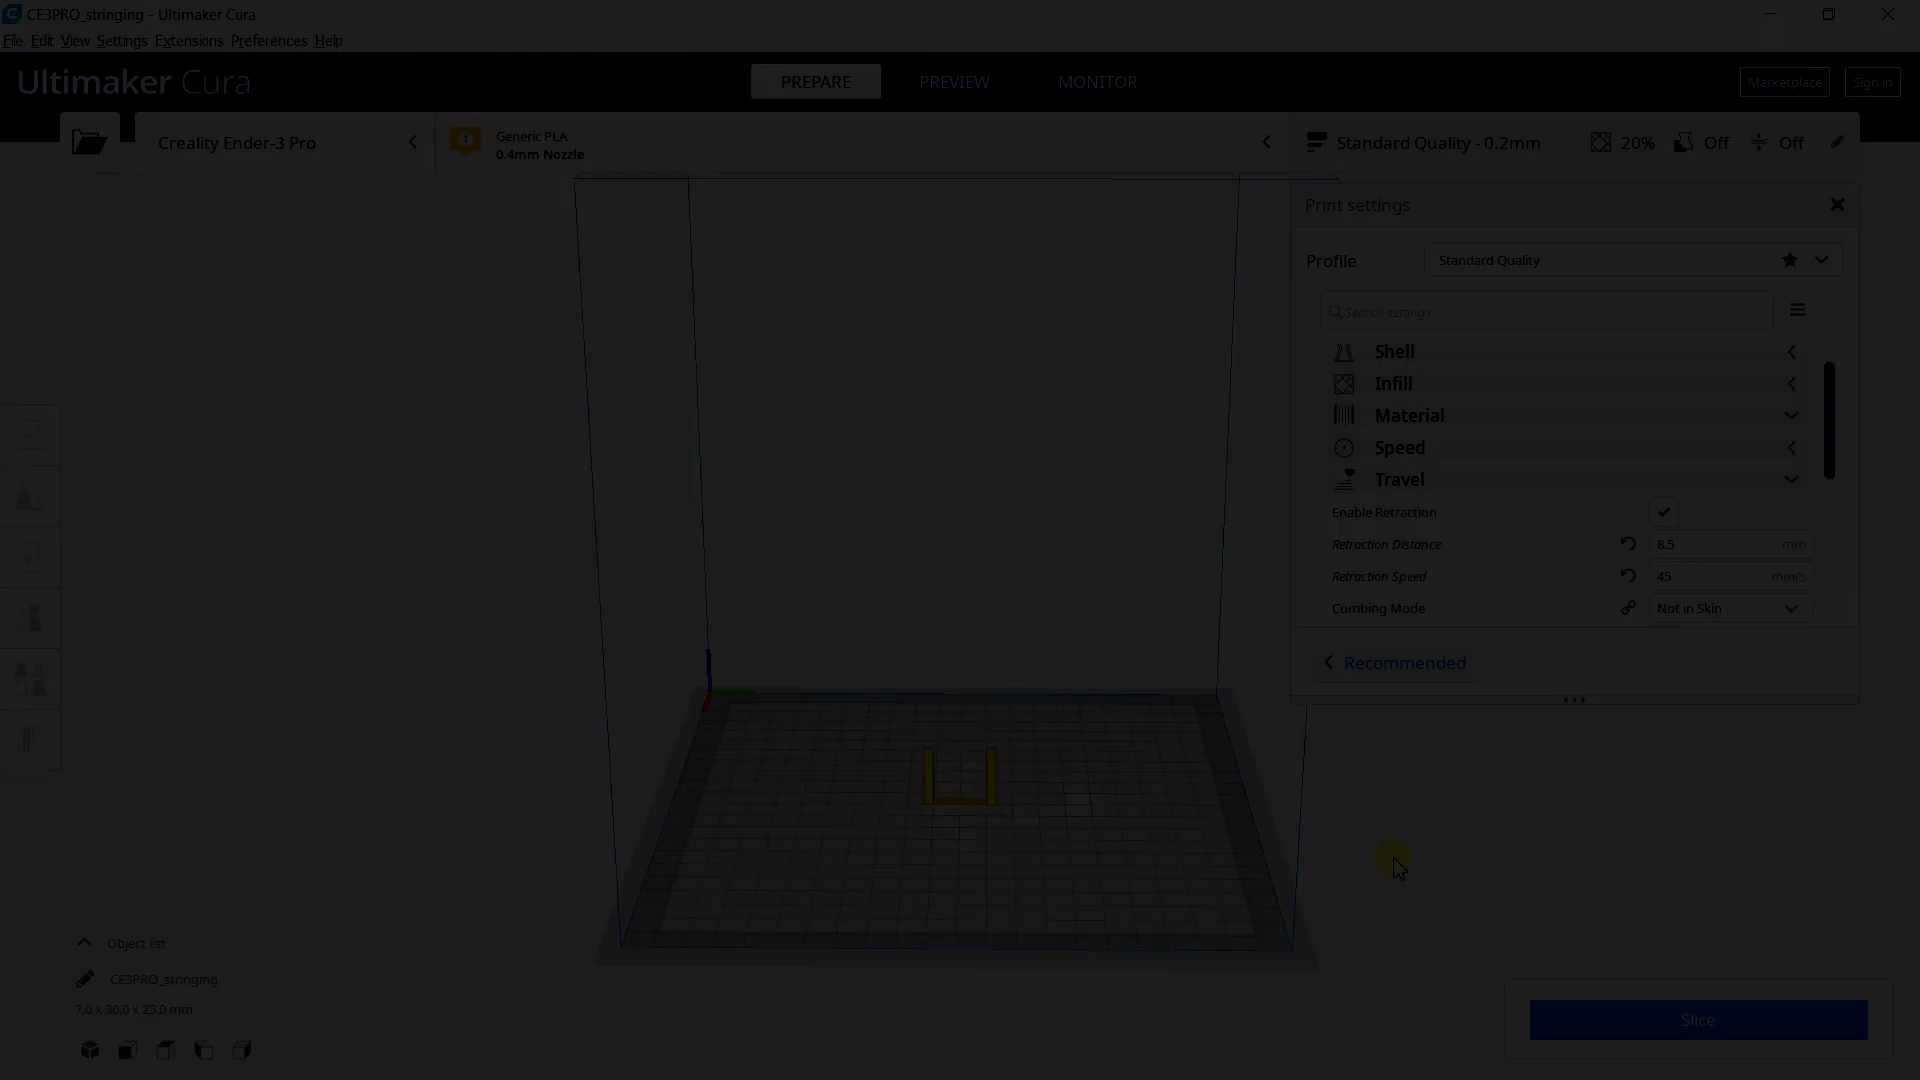 CE3PRO_stringing - Ultimaker Cura
File Edit View Settings Extensions Preferences Help
Ultimaker Cura
PREPARE PREVIEW MONITOR
Marketplace Sign in
Creality Ender-3 Pro
1
Generic PLA
0.4mm Nozzle
Standard Quality - 0.2mm 20% Off Off
Print settings
Profile Standard Quality
Search settings
Shell
Infill
Material
Speed
Travel
Enable Retraction
Retraction Distance 8.5 mm
Retraction Speed 45 mm/s
Combing Mode Not in Skin
Recommended
Object list
CE3PRO_stringing
7.0 x 30.0 x 23.0 mm
Slice